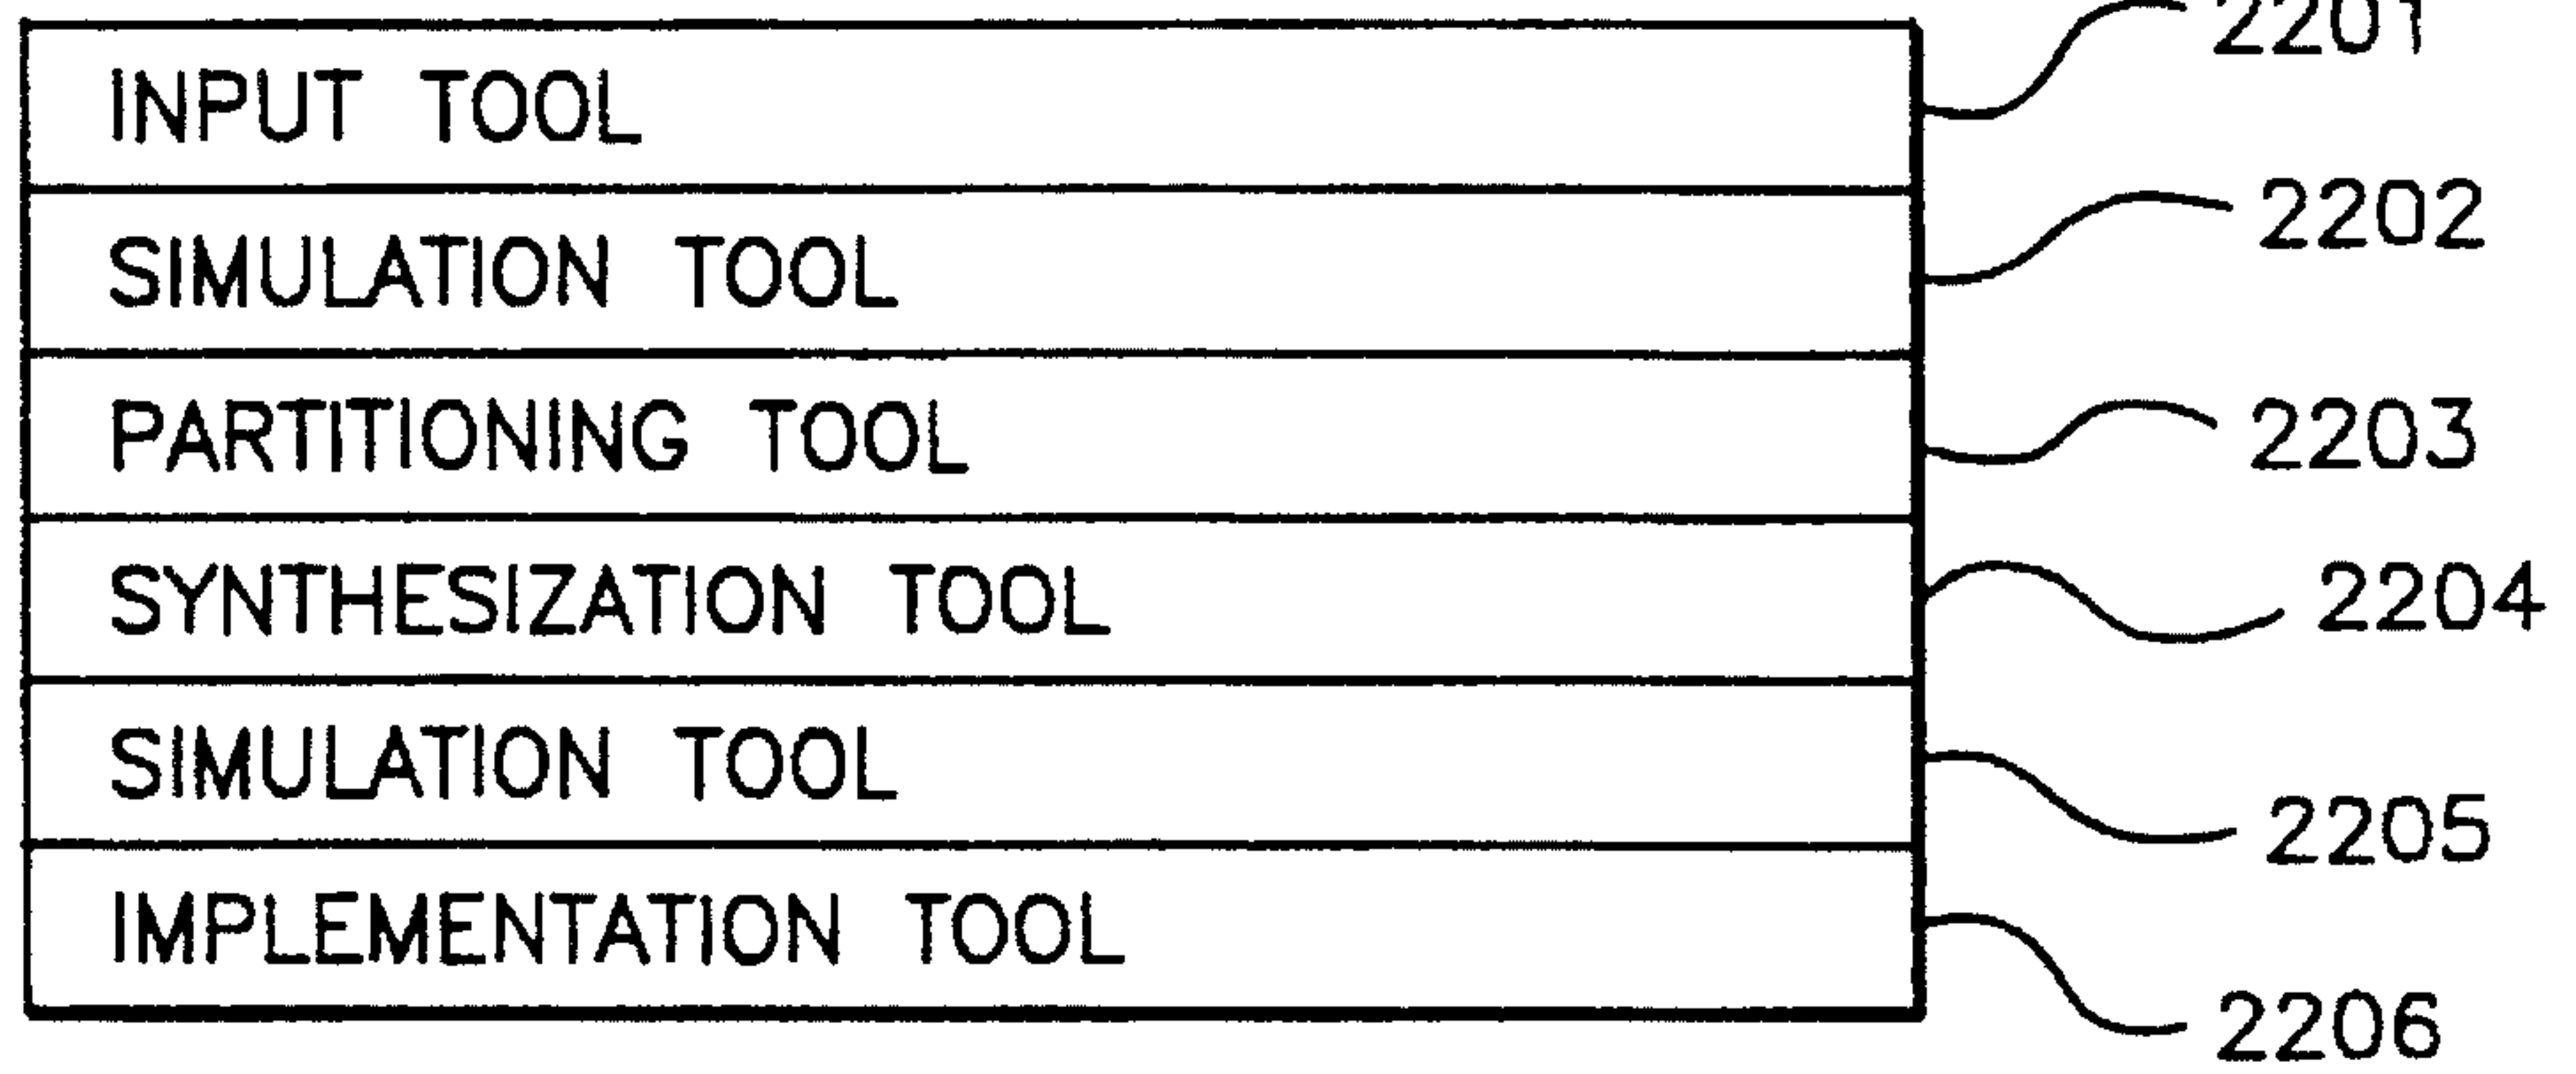 INPUT TOOL 2201
SIMULATION TOOL 2202
PARTITIONING TOOL 2203
SYNTHESIZATION TOOL 2204
SIMULATION TOOL 2205
IMPLEMENTATION TOOL 2206